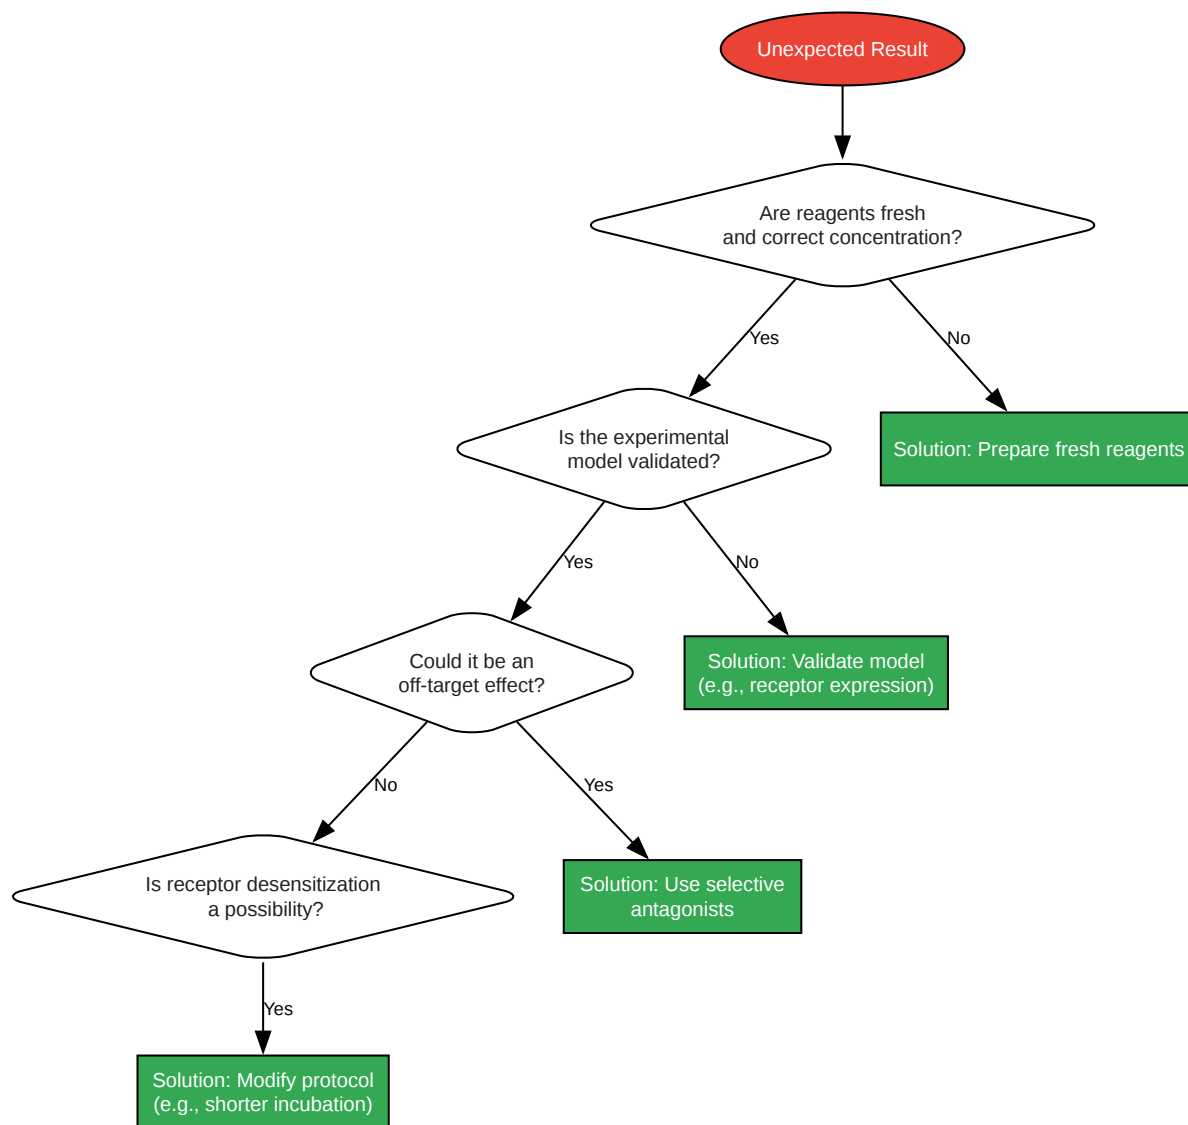 Unexpected Result
Are reagents fresh
and correct concentration?
Yes
No
Is the experimental
model validated?
Solution: Prepare fresh reagents
Yes
No
Could it be an
off-target effect?
Solution: Validate model
(e.g., receptor expression)
No
Yes
Is receptor desensitization
a possibility?
Solution: Use selective
antagonists
Yes
Solution: Modify protocol
(e.g., shorter incubation)